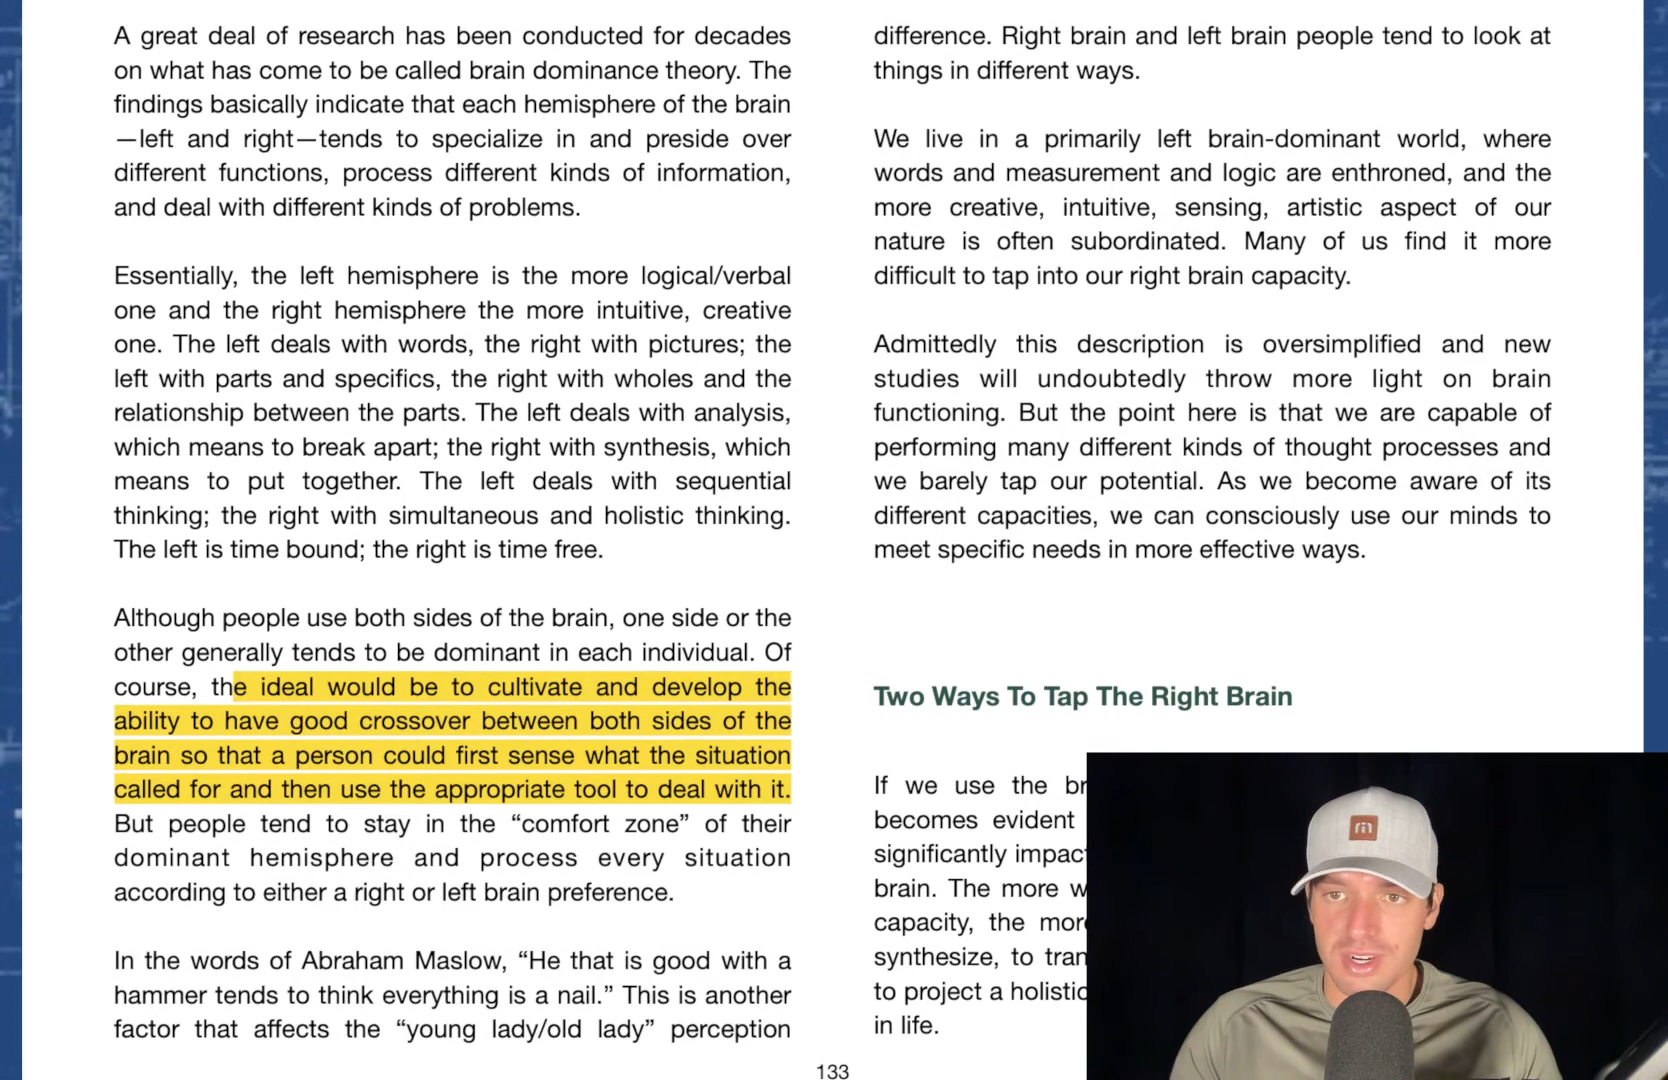 A great deal of research has been conducted for decades
on what has come to be called brain dominance theory. The
findings basically indicate that each hemisphere of the brain
—left and right—tends to specialize in and preside over
different functions, process different kinds of information,
and deal with different kinds of problems.
Essentially, the left hemisphere is the more logical/verbal
one and the right hemisphere the more intuitive, creative
one. The left deals with words, the right with pictures; the
left with parts and specifics, the right with wholes and the
relationship between the parts. The left deals with analysis,
which means to break apart; the right with synthesis, which
means to put together. The left deals with sequential
thinking; the right with simultaneous and holistic thinking.
The left is time bound; the right is time free.
Although people use both sides of the brain, one side or the
other generally tends to be dominant in each individual. Of
course, the ideal would be to cultivate and develop the
ability to have good crossover between both sides of the
brain so that a person could first sense what the situation
called for and then use the appropriate tool to deal with it.
But people tend to stay in the “comfort zone” of their
dominant hemisphere and process every situation
according to either a right or left brain preference.
In the words of Abraham Maslow, “He that is good with a
hammer tends to think everything is a nail.” This is another
factor that affects the “young lady/old lady” perception
difference. Right brain and left brain people tend to look at
things in different ways.
We live in a primarily left brain-dominant world, where
words and measurement and logic are enthroned, and the
more creative, intuitive, sensing, artistic aspect of our
nature is often subordinated. Many of us find it more
difficult to tap into our right brain capacity.
Admittedly this description is oversimplified and new
studies will undoubtedly throw more light on brain
functioning. But the point here is that we are capable of
performing many different kinds of thought processes and
we barely tap our potential. As we become aware of its
different capacities, we can consciously use our minds to
meet specific needs in more effective ways.
Two Ways To Tap The Right Brain
If we use the br
becomes evident
significantly impac
brain. The more w
capacity, the mor
synthesize, to tran
to project a holistic
in life.
133